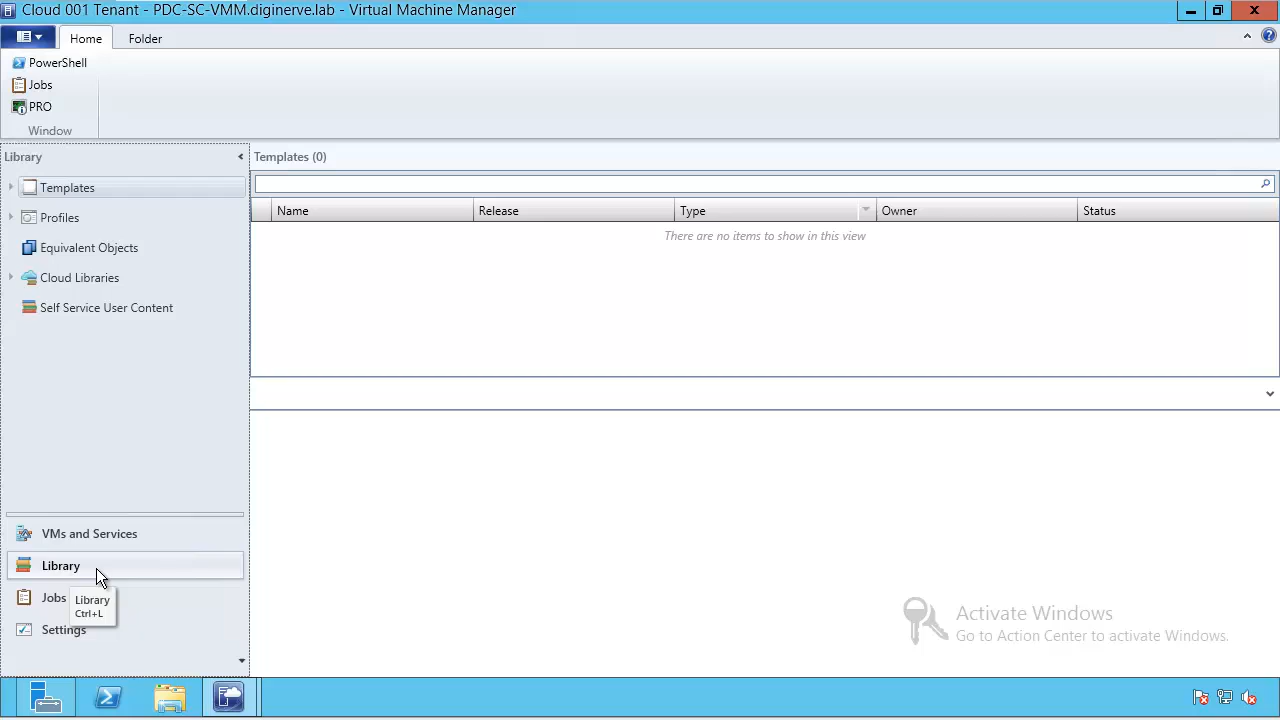 Cloud 001 Tenant - PDC-SC-VMM.diginerve.lab - Virtual Machine Manager
Home
Folder
PowerShell
Jobs
PRO
Window
Library
Templates (0)
Templates
Profiles
Equivalent Objects
Cloud Libraries
Self Service User Content
Name
Release
Type
Owner
Status
There are no items to show in this view
VMs and Services
Library
Jobs
Library
Ctrl+L
Settings
Activate Windows
Go to Action Center to activate Windows.